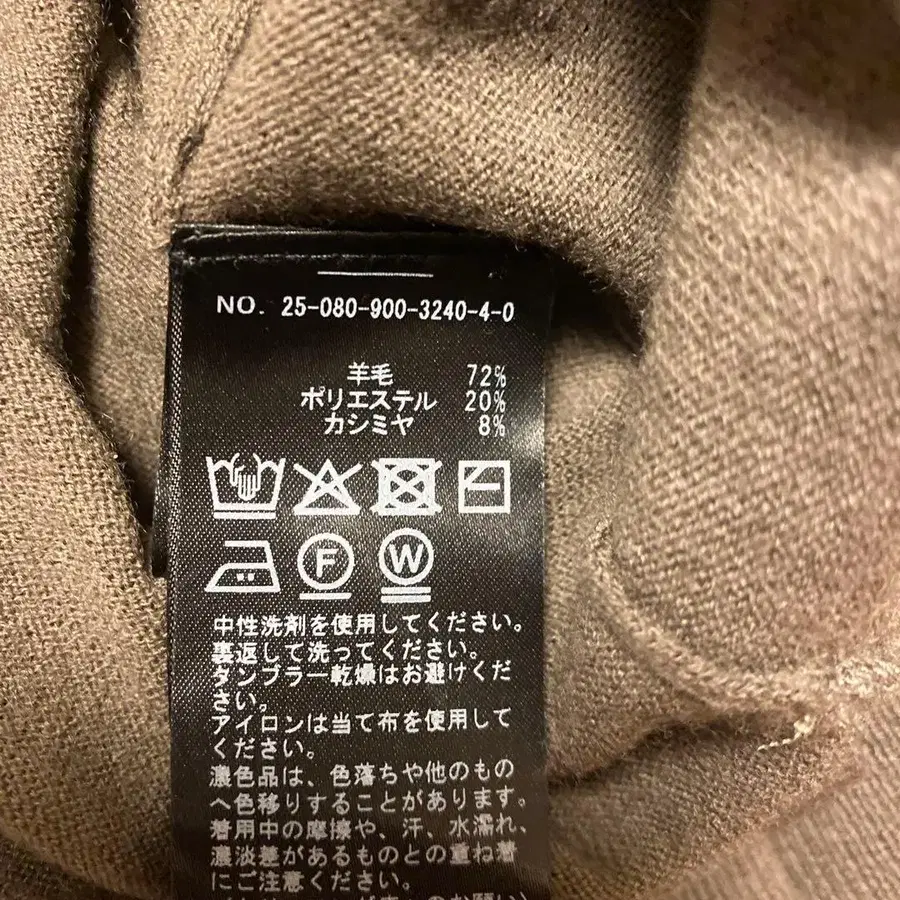 NO. 25-080-900-3240-4-0
羊毛 72%
ポリエステル 20%
カシミヤ 8%
F W
中性洗剤を使用してください。
裏返して洗ってください。
タンブラー乾燥はお避けくだ
さい。
アイロンは当て布を使用して
ください。
濃色品は、色落ちや他のもの
へ色移りすることがあります。
着用中の摩擦や、汗、水濡れ、
濃淡差があるものとの重ね着
にご注意ください。